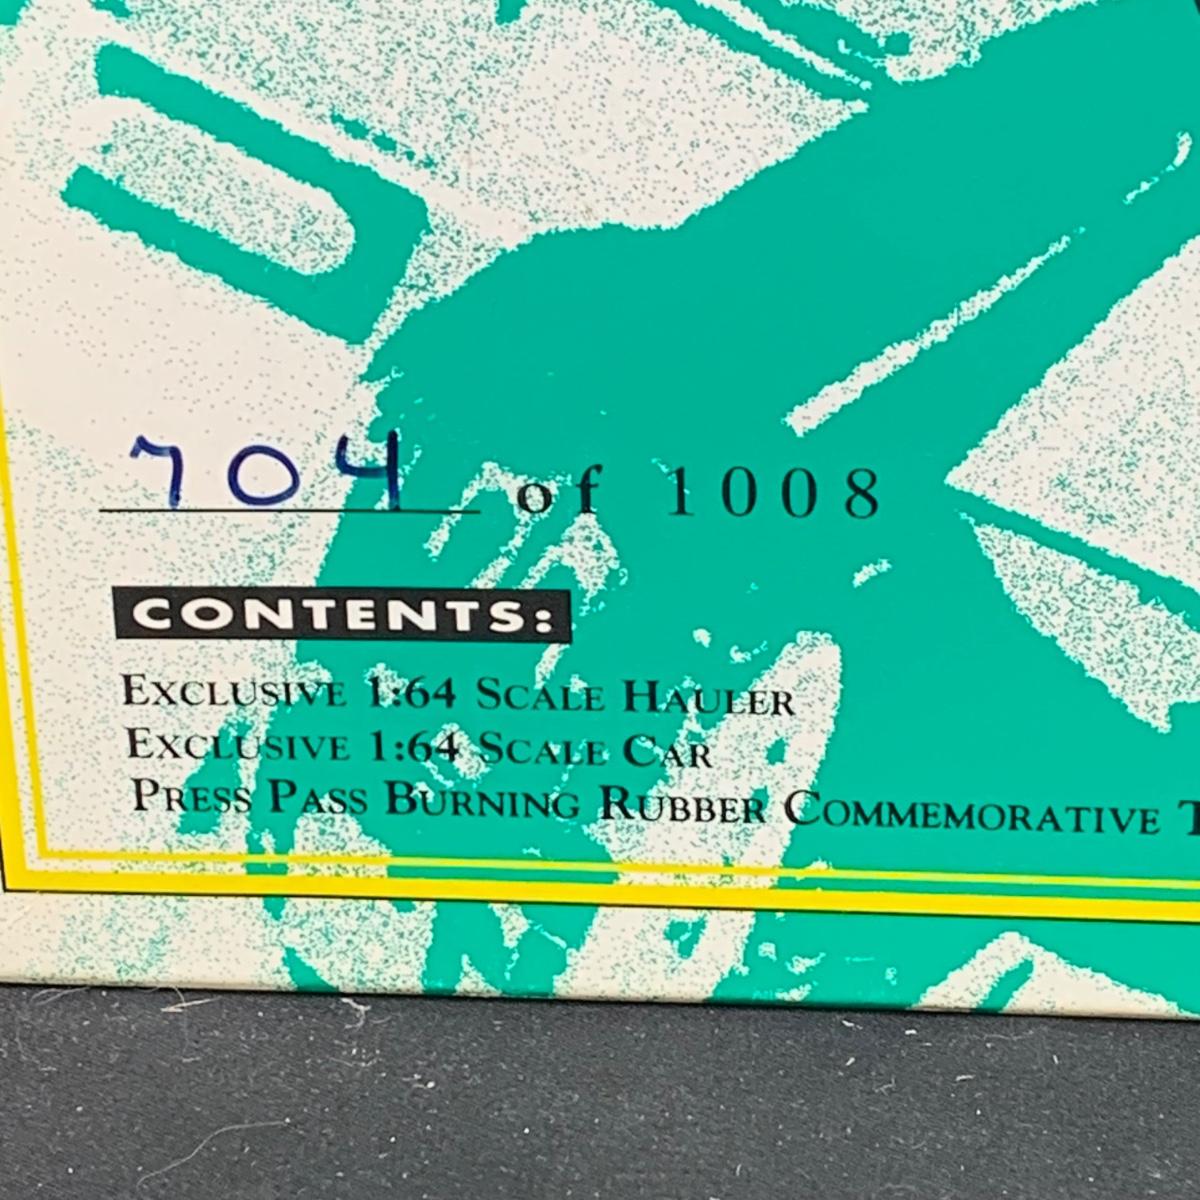 704 of 1008
CONTENTS:
EXCLUSIVE 1:64 SCALE HAULER
EXCLUSIVE 1:64 SCALE CAR
PRESS PASS BURNING RUBBER COMMEMORATIVE